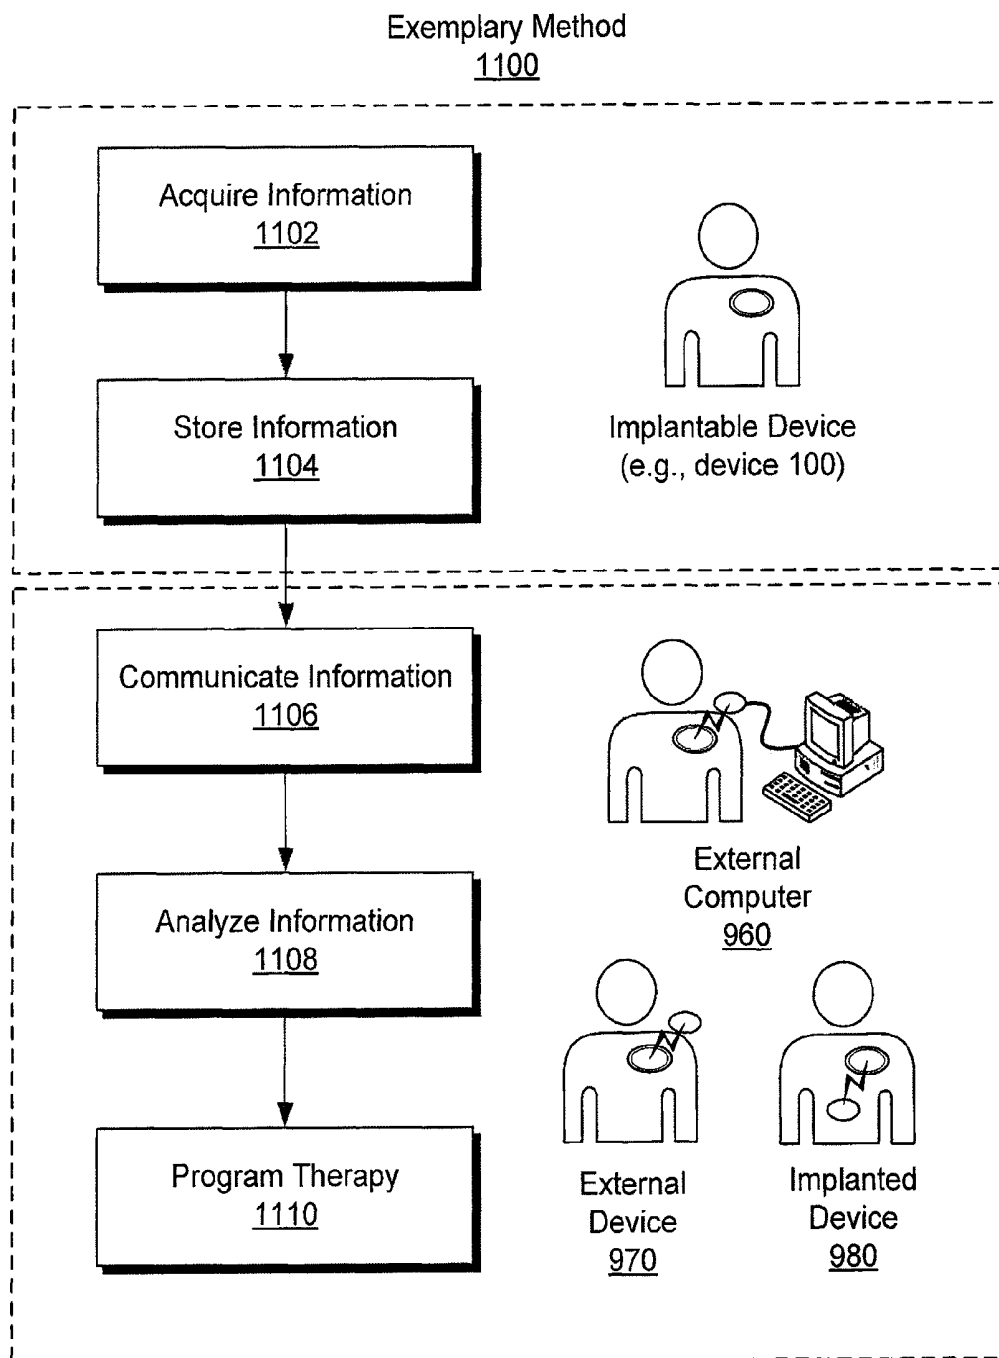 Exemplary Method
1100
Acquire Information
1102
Store Information
1104
Implantable Device
(e.g., device 100)
Communicate Information
1106
External
Computer
960
Analyze Information
1108
Program Therapy
1110
External
Device
970
Implanted
Device
980